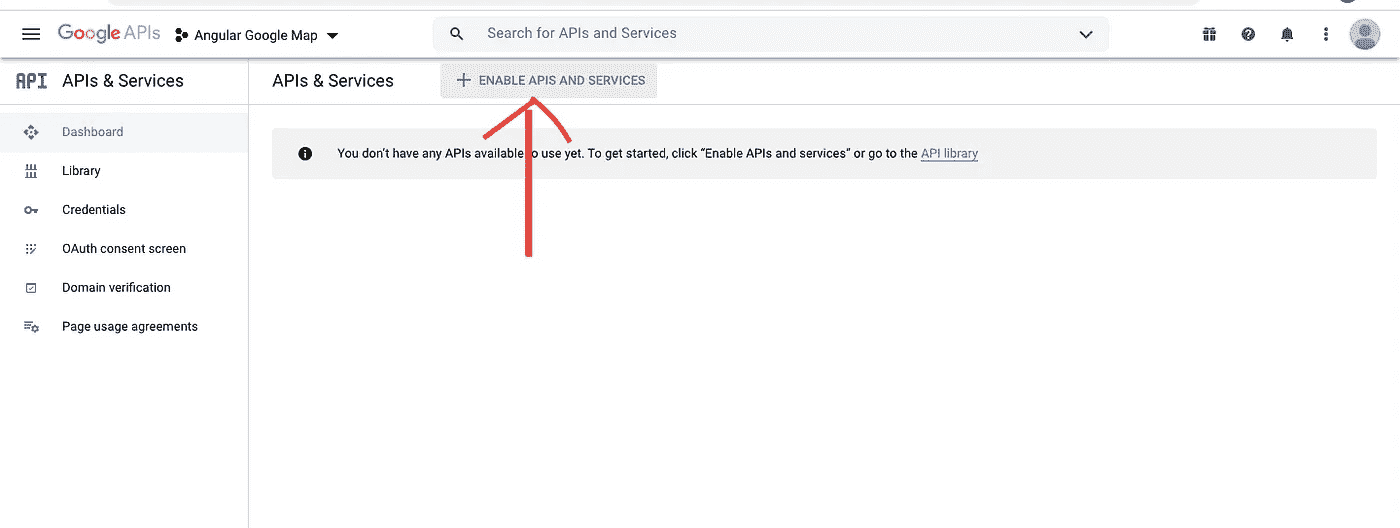 Google APIs
Angular Google Map
Search for APIs and Services
API
APIs & Services
APIs & Services
ENABLE APIS AND SERVICES
Dashboard
You don't have any APIs available to use yet. To get started, click “Enable APIs and services” or go to the API library
Library
Credentials
OAuth consent screen
Domain verification
Page usage agreements